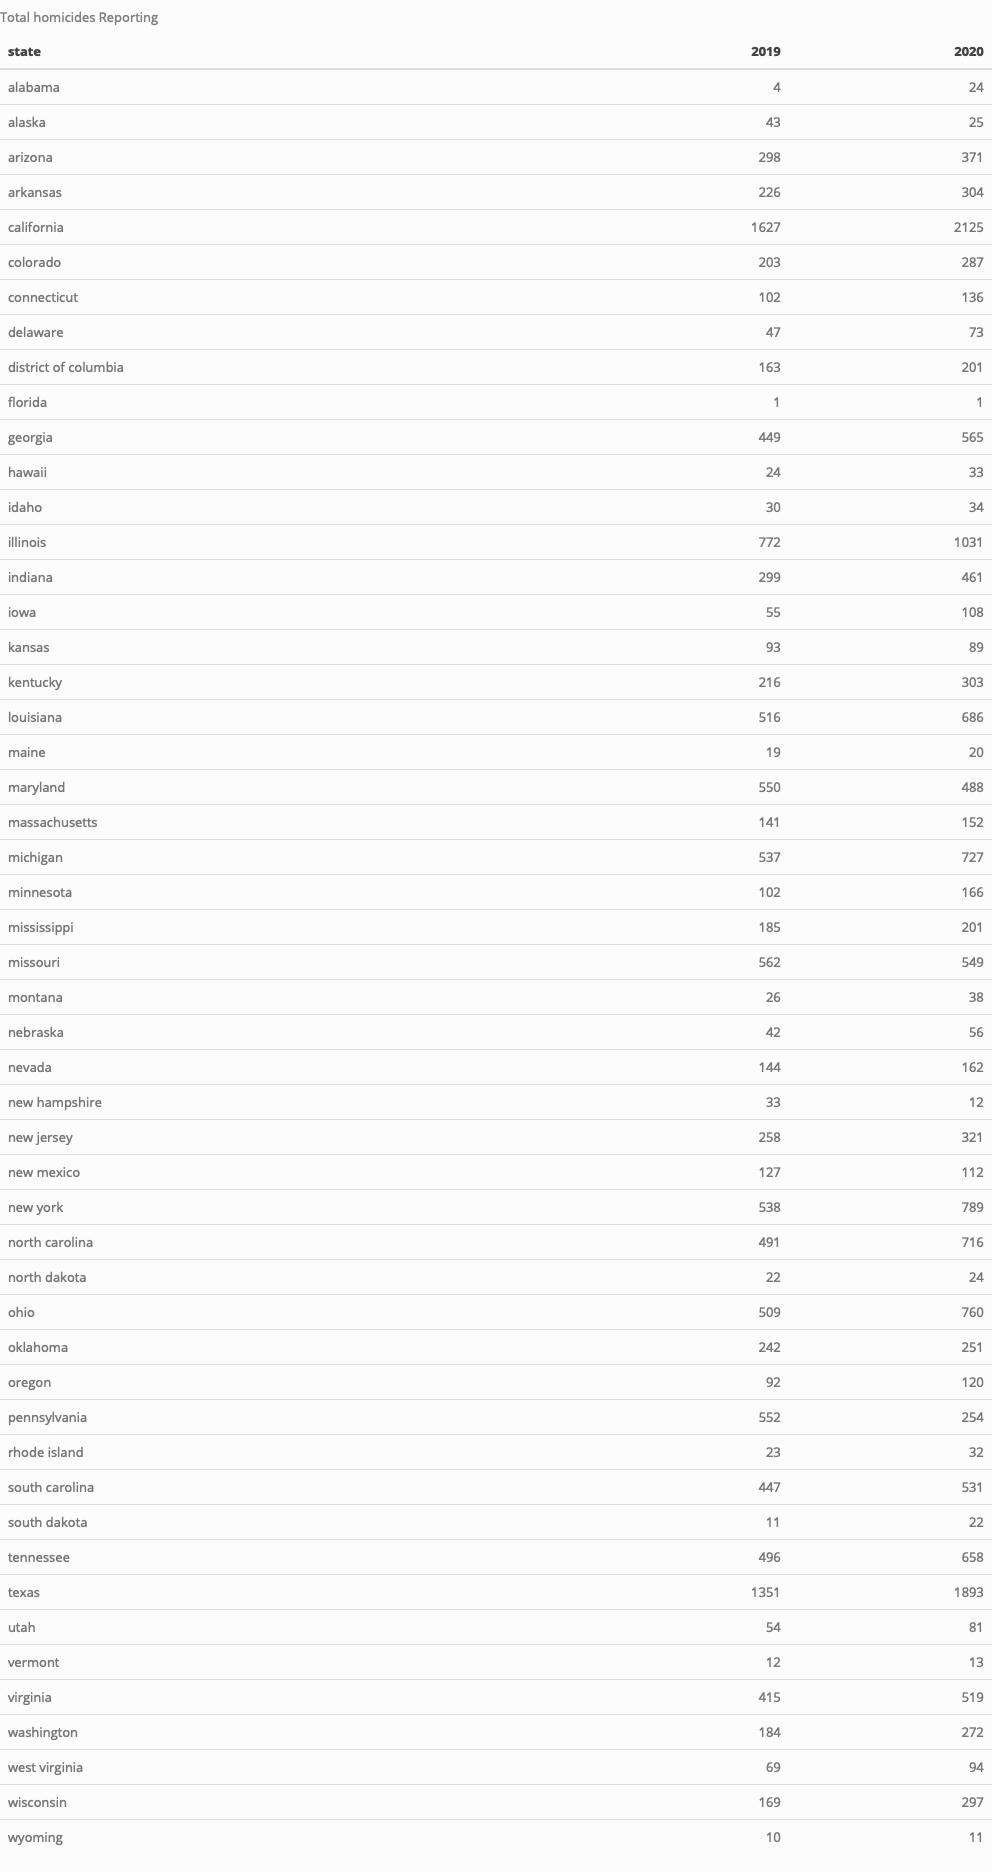 Total homicides Reporting
state 2019 2020
alabama 4 24
alaska 43 25
arizona 298 371
arkansas 226 304
california 1627 2125
colorado 203 287
connecticut 102 136
delaware 47 73
district of columbia 163 201
florida 1 1
georgia 449 565
hawaii 24 33
idaho 30 34
illinois 772 1031
indiana 299 461
iowa 55 108
kansas 93 89
kentucky 216 303
louisiana 516 686
maine 19 20
maryland 550 488
massachusetts 141 152
michigan 537 727
minnesota 102 166
mississippi 185 201
missouri 562 549
montana 26 38
nebraska 42 56
nevada 144 162
new hampshire 33 12
new jersey 258 321
new mexico 127 112
new york 538 789
north carolina 491 716
north dakota 22 24
ohio 509 760
oklahoma 242 251
oregon 92 120
pennsylvania 552 254
rhode island 23 32
south carolina 447 531
south dakota 11 22
tennessee 496 658
texas 1351 1893
utah 54 81
vermont 12 13
virginia 415 519
washington 184 272
west virginia 69 94
wisconsin 169 297
wyoming 10 11